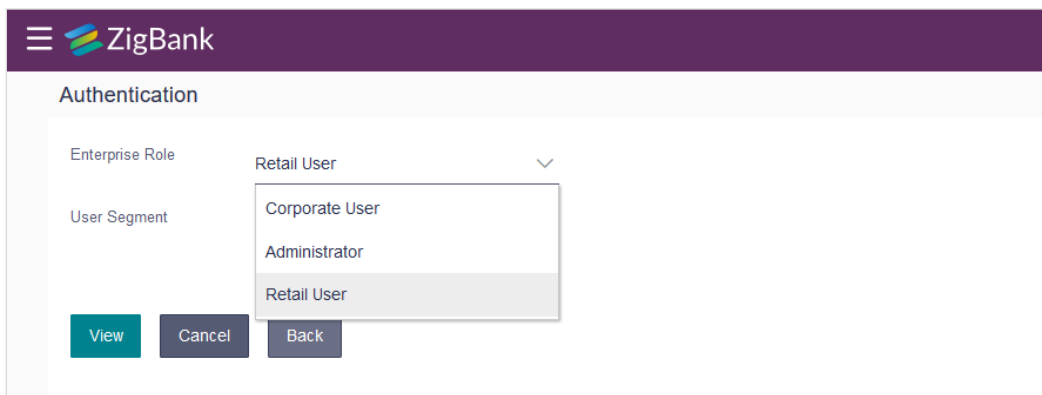 ZigBank
Authentication
Enterprise Role
Retail User
Corporate User
User Segment
Administrator
Retail User
View Cancel Back